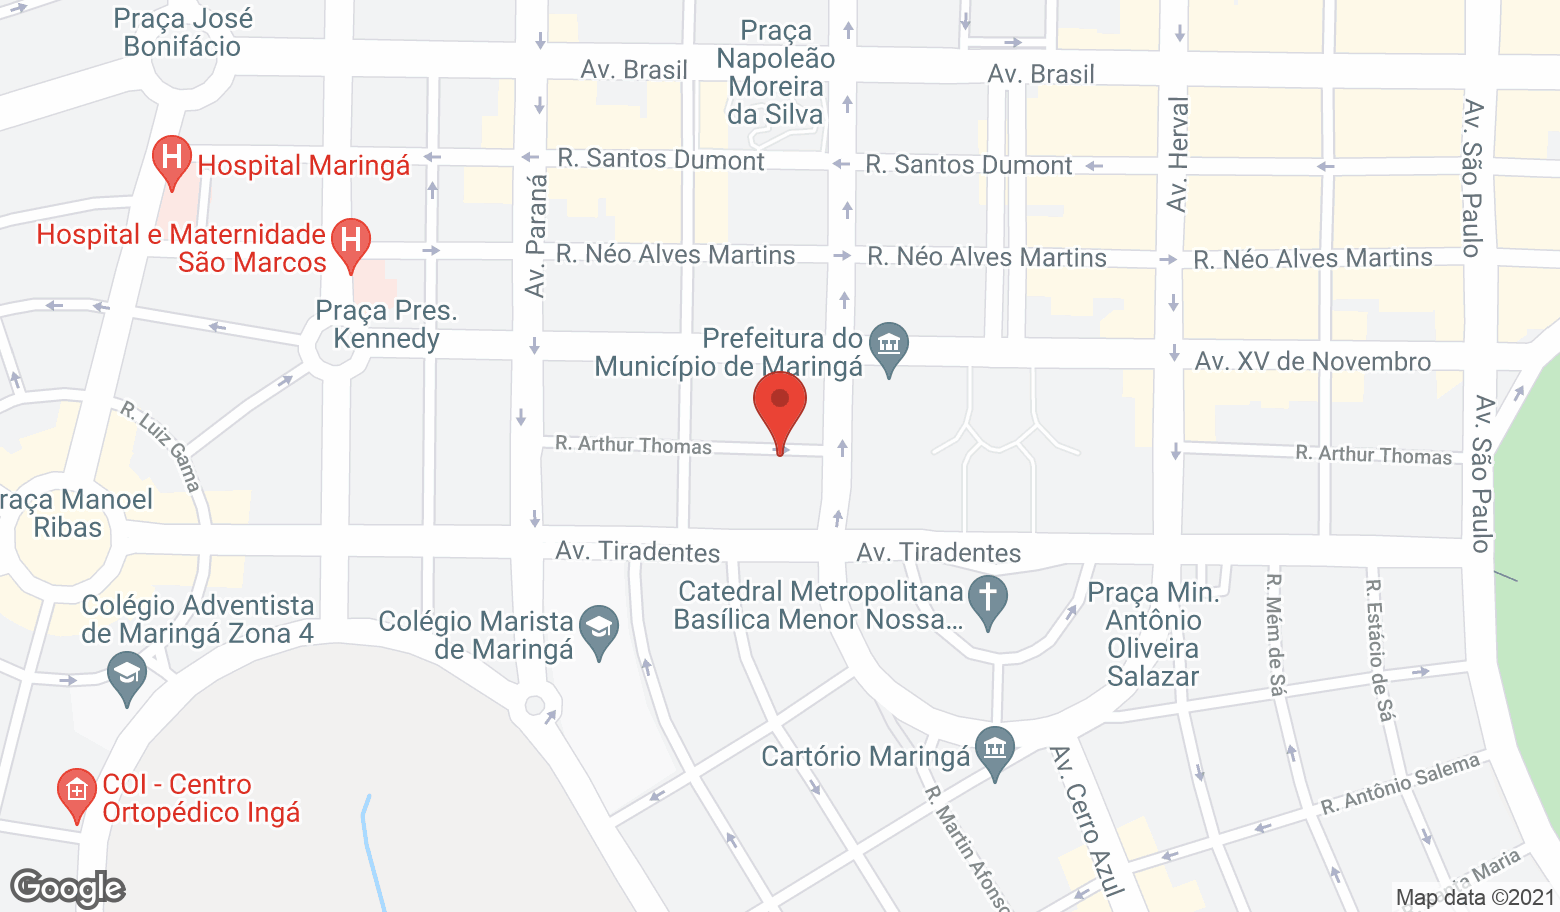 Praça José
Bonifácio
Praça
Napoleão
Moreira
da Silva
Av. Brasil
Av. Brasil
Av. Herval
Av. São Paulo
Hospital Maringá
R. Santos Dumont
R. Santos Dumont
Av. Paraná
Hospital e Maternidade
São Marcos
R. Néo Alves Martins
R. Néo Alves Martins
R. Néo Alves Martins
Praça Pres.
Kennedy
Prefeitura do
Município de Maringá
Av. XV de Novembro
R. Luiz Gama
R. Arthur Thomas
R. Arthur Thomas
Av. São Paulo
raça Manoel
Ribas
Av. Tiradentes
Av. Tiradentes
Colégio Adventista
de Maringá Zona 4
Colégio Marista
de Maringá
Catedral Metropolitana
Basílica Menor Nossa...
Praça Min.
Antônio
Oliveira
Salazar
R. Mém de Sá
R. Estácio de Sá
COI - Centro
Ortopédico Ingá
Cartório Maringá
Av. Cerro Azul
R. Martin Afonso
R. Antônio Salema
Maria
Google
Map data ©2021